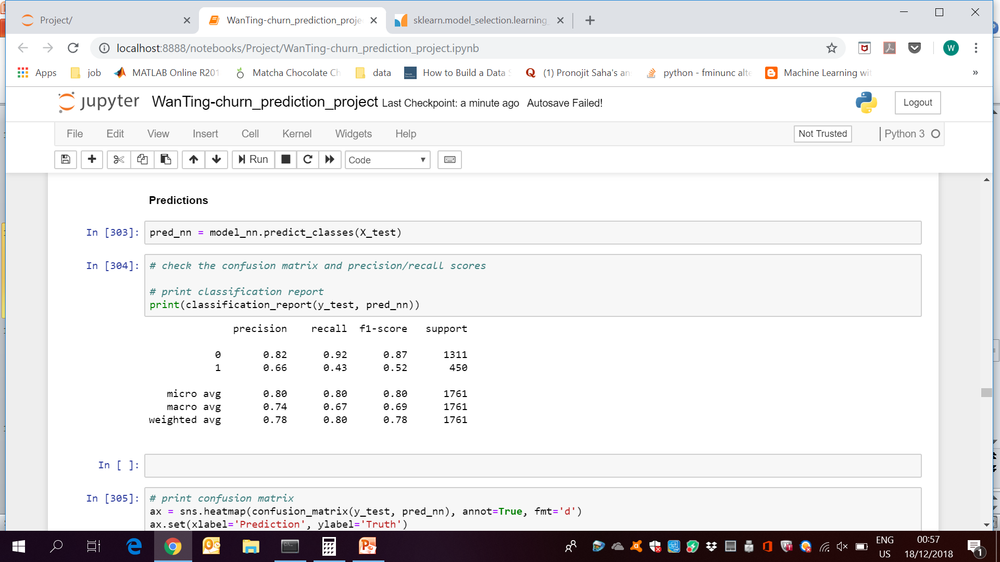 Project/
WanTing-churn_prediction_proje
sklearn.model_selection.learning_
localhost:8888/notebooks/Project/WanTing-churn_prediction_project.ipynb
W
Apps
job
MATLAB Online R201
Matcha Chocolate Ch
data
How to Build a Data S
(1) Pronojit Saha's an
python - fminunc alte
Machine Learning wit
»
jupyter WanTing-churn_prediction_project Last Checkpoint: a minute ago Autosave Failed!
Logout
File Edit View Insert Cell Kernel Widgets Help
Not Trusted
Python 3
Run
Code
Predictions
In [303]: pred_nn = model_nn.predict_classes(X_test)
In [304]: # check the confusion matrix and precision/recall scores
# print classification report
print(classification_report(y_test, pred_nn))
precision recall f1-score support
0 0.82 0.92 0.87 1311
1 0.66 0.43 0.52 450
micro avg 0.80 0.80 0.80 1761
macro avg 0.74 0.67 0.69 1761
weighted avg 0.78 0.80 0.78 1761
In [ ]:
In [305]: # print confusion matrix
ax = sns.heatmap(confusion_matrix(y_test, pred_nn), annot=True, fmt='d')
ax.set(xlabel='Prediction', ylabel='Truth')
ENG
US
00:57
18/12/2018
1